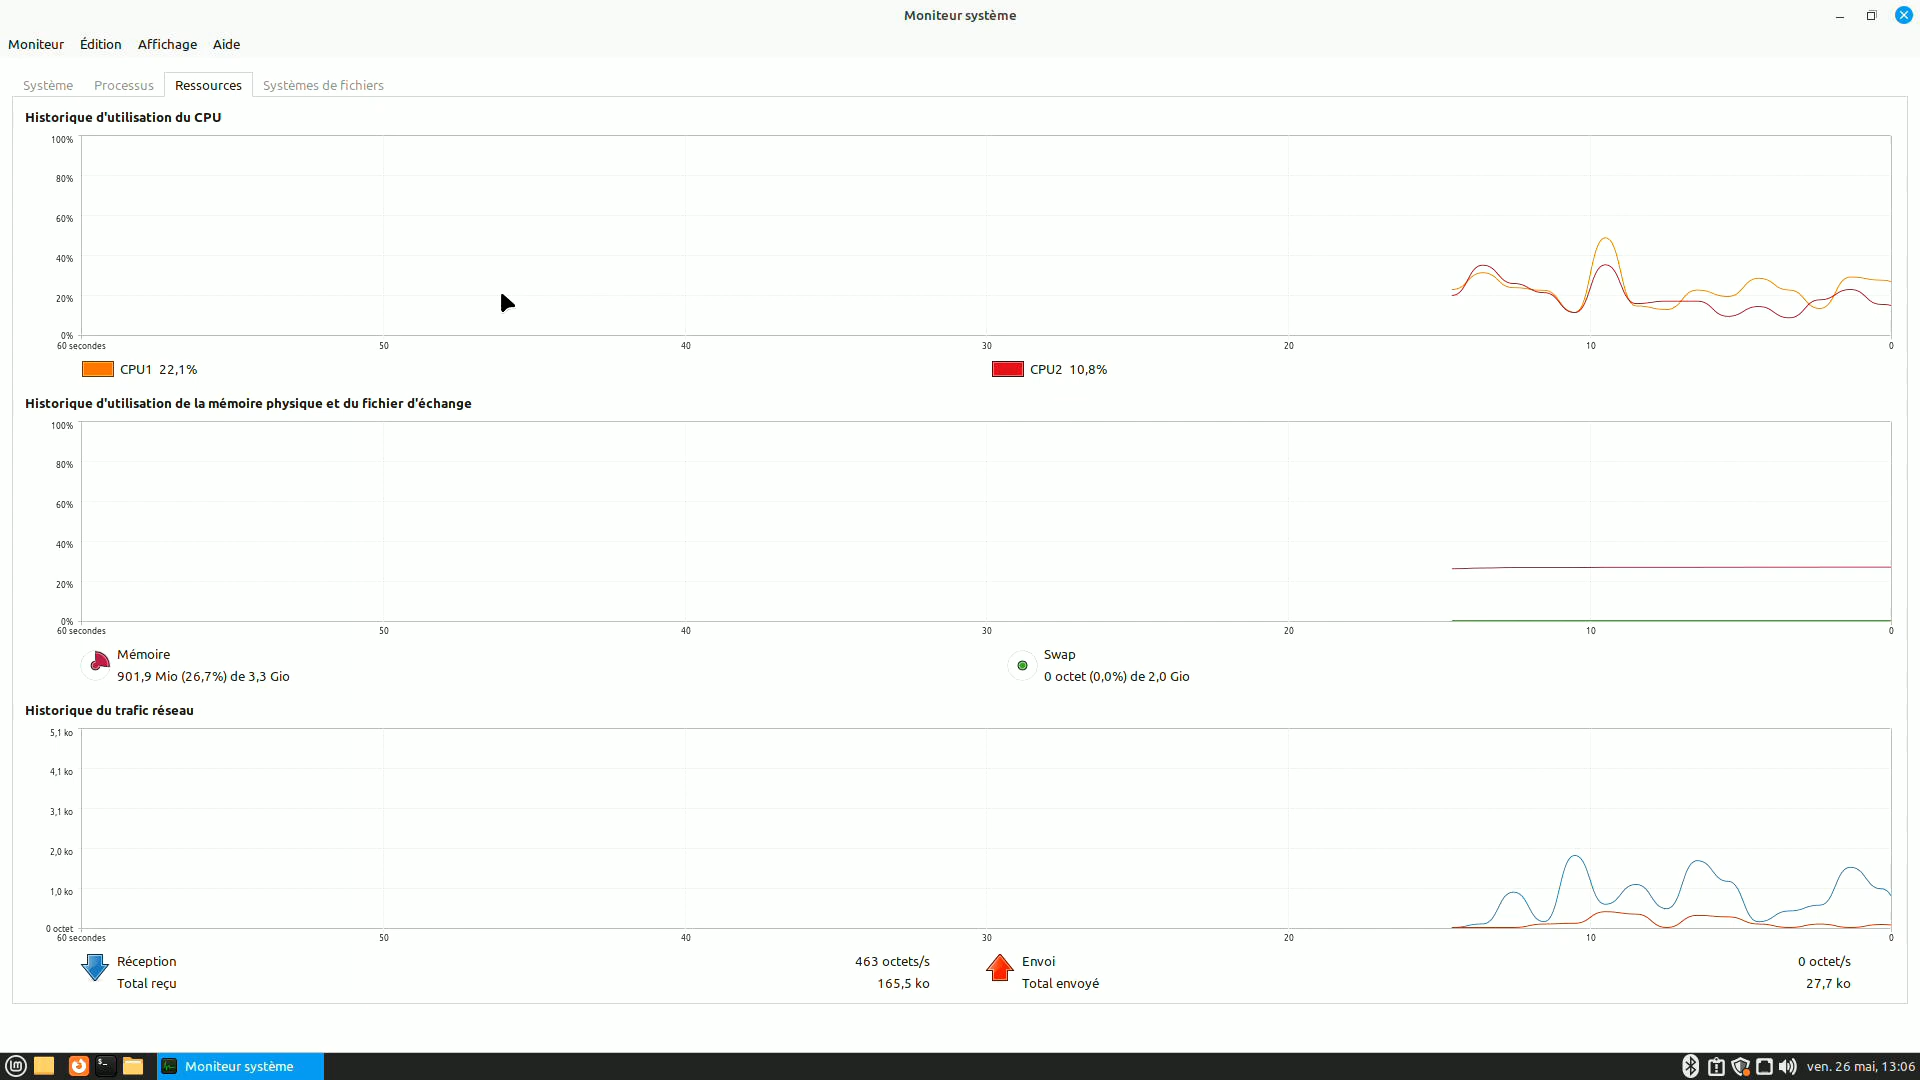 Moniteur système
Moniteur Édition Affichage Aide
Système Processus Ressources Systèmes de fichiers
Historique d'utilisation du CPU
100%
80%
60%
40%
20%
0%
60 secondes 50 40 30 20 10 0
CPU1 22,1% CPU2 10,8%
Historique d'utilisation de la mémoire physique et du fichier d'échange
100%
80%
60%
40%
20%
0%
60 secondes 50 40 30 20 10 0
Mémoire Swap
901,9 Mio (26,7%) de 3,3 Gio 0 octet (0,0%) de 2,0 Gio
Historique du trafic réseau
5,1 ko
4,1 ko
3,1 ko
2,0 ko
1,0 ko
0 octet
60 secondes 50 40 30 20 10 0
Réception 463 octets/s Envoi 0 octet/s
Total reçu 165,5 ko Total envoyé 27,7 ko
Moniteur système ven. 26 mai, 13:06